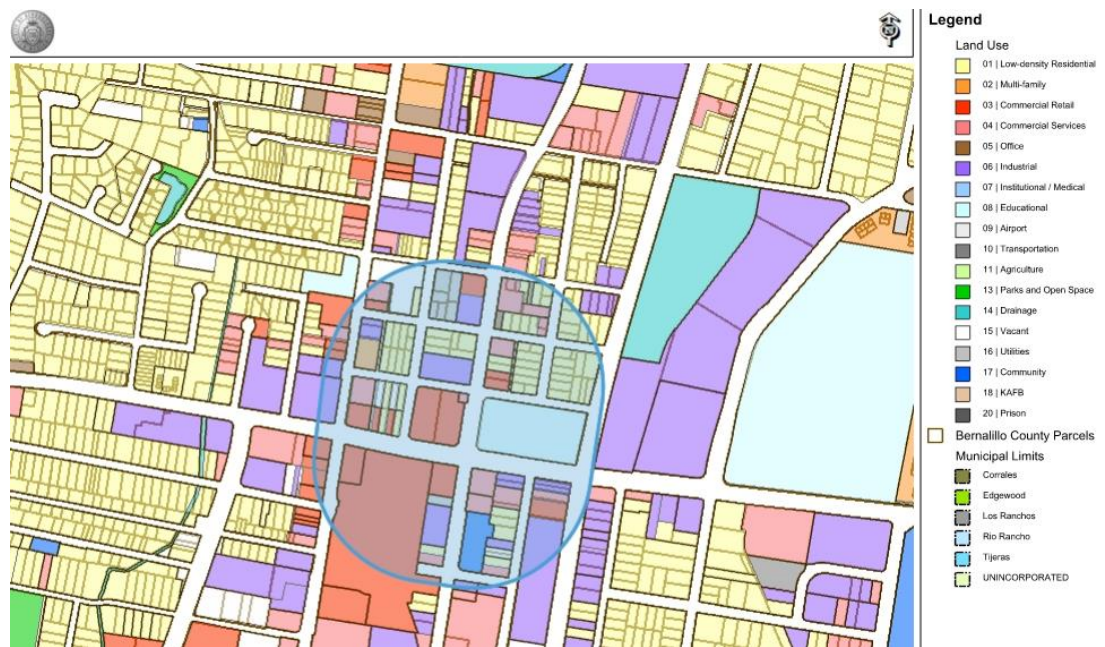 Legend
Land Use
01 | Low-density Residential
02 | Multi-family
03 | Commercial Retail
04 | Commercial Services
05 | Office
06 | Industrial
07 | Institutional / Medical
08 | Educational
09 | Airport
10 | Transportation
11 | Agriculture
13 | Parks and Open Space
14 | Drainage
15 | Vacant
16 | Utilities
17 | Community
18 | KAFB
20 | Prison
Bernalillo County Parcels
Municipal Limits
Corrales
Edgewood
Los Ranchos
Rio Rancho
Tijeras
UNINCORPORATED